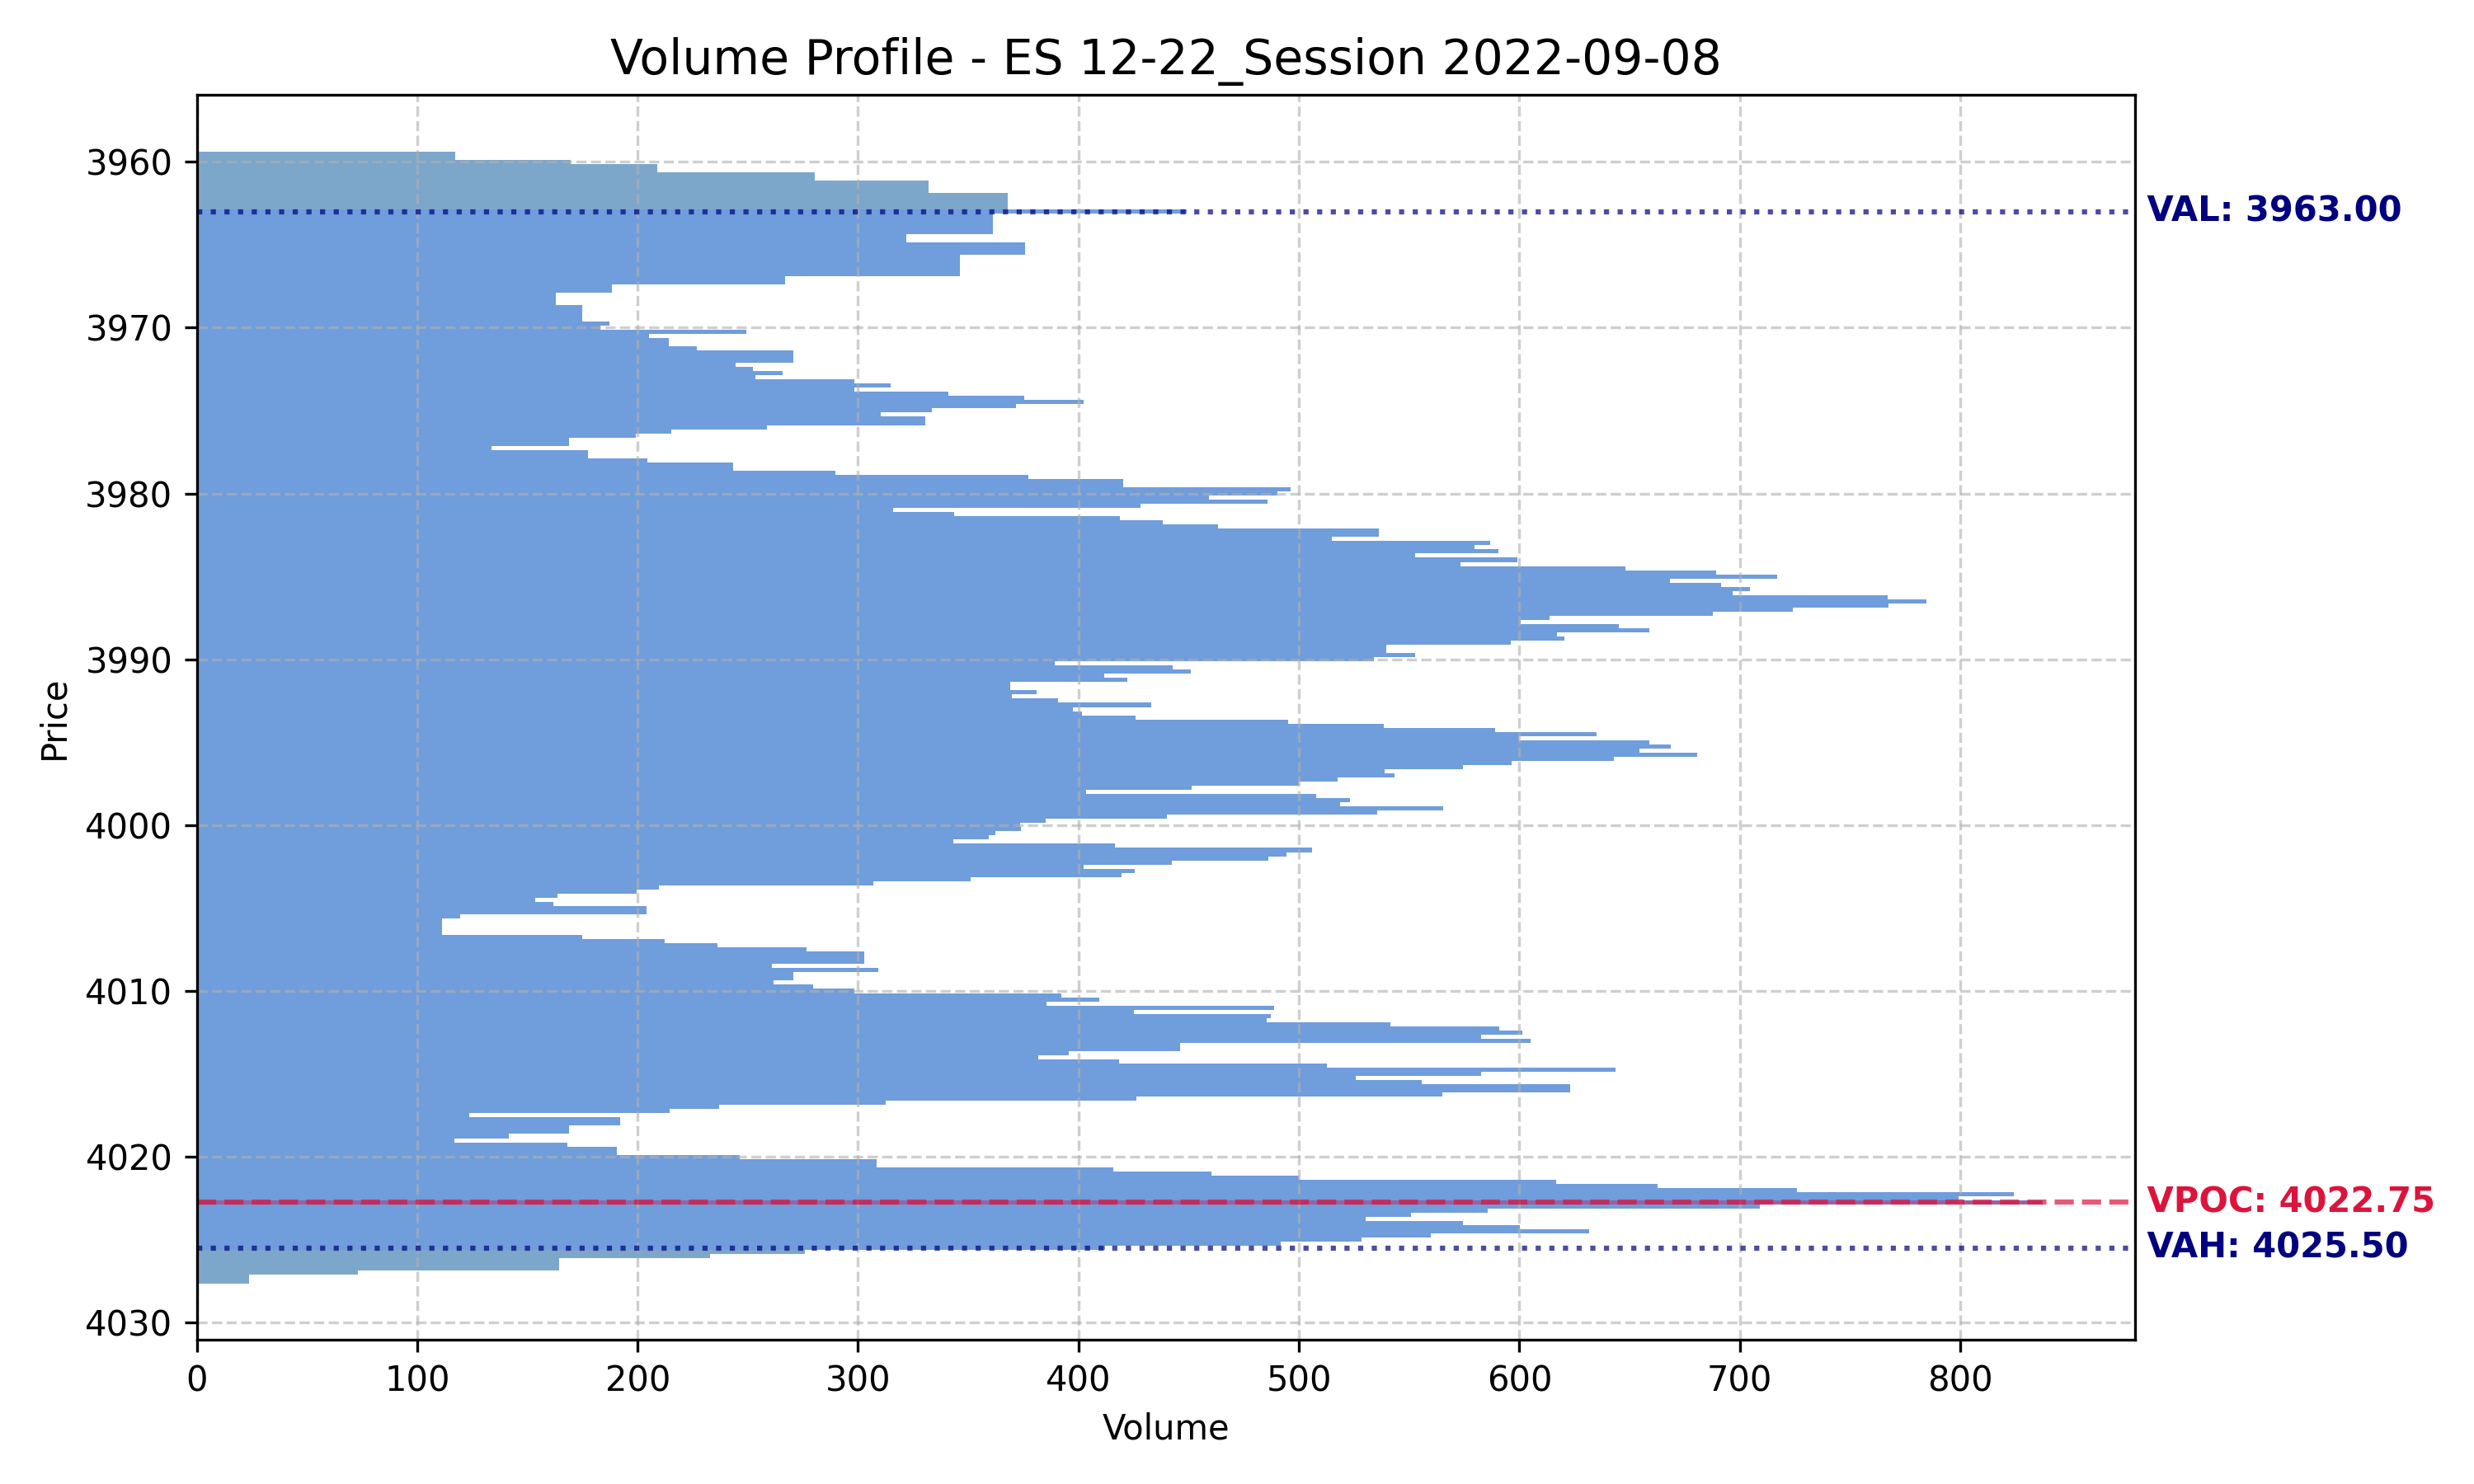 Volume Profile - ES 12-22_Session 2022-09-08
3960
VAL: 3963.00
3970
3980
3990
Price
4000
4010
4020
VPOC: 4022.75
VAH: 4025.50
4030
0 100 200 300 400 500 600 700 800
Volume